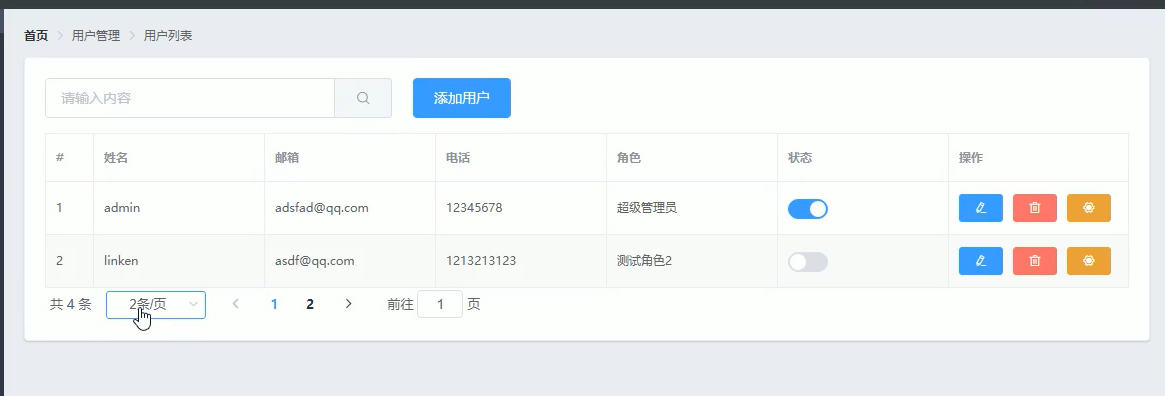 首页 > 用户管理 > 用户列表
请输入内容 添加用户
# 姓名 邮箱 电话 角色 状态 操作
1 admin adsfad@qq.com 12345678 超级管理员
2 linken asdf@qq.com 1213213123 测试角色2
共 4 条 2条/页 < 1 2 > 前往 1 页